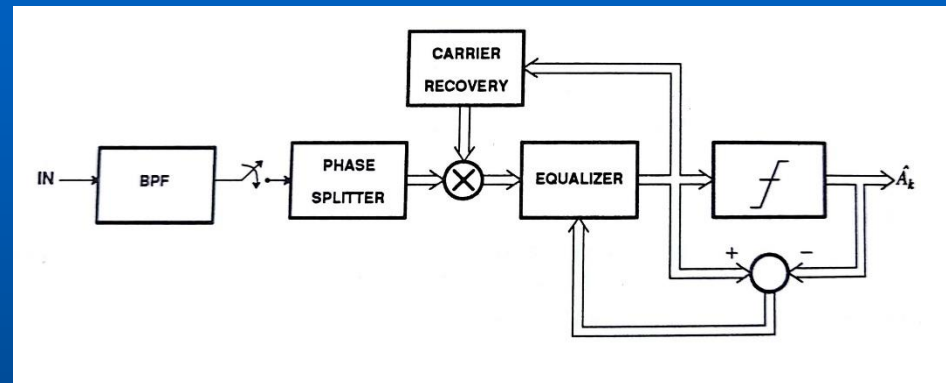 CARRIER
RECOVERY
IN
BPF
PHASE
SPLITTER
EQUALIZER
Â_k
+
−